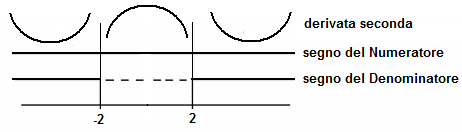 derivata seconda
segno del Numeratore
segno del Denominatore
-2 2